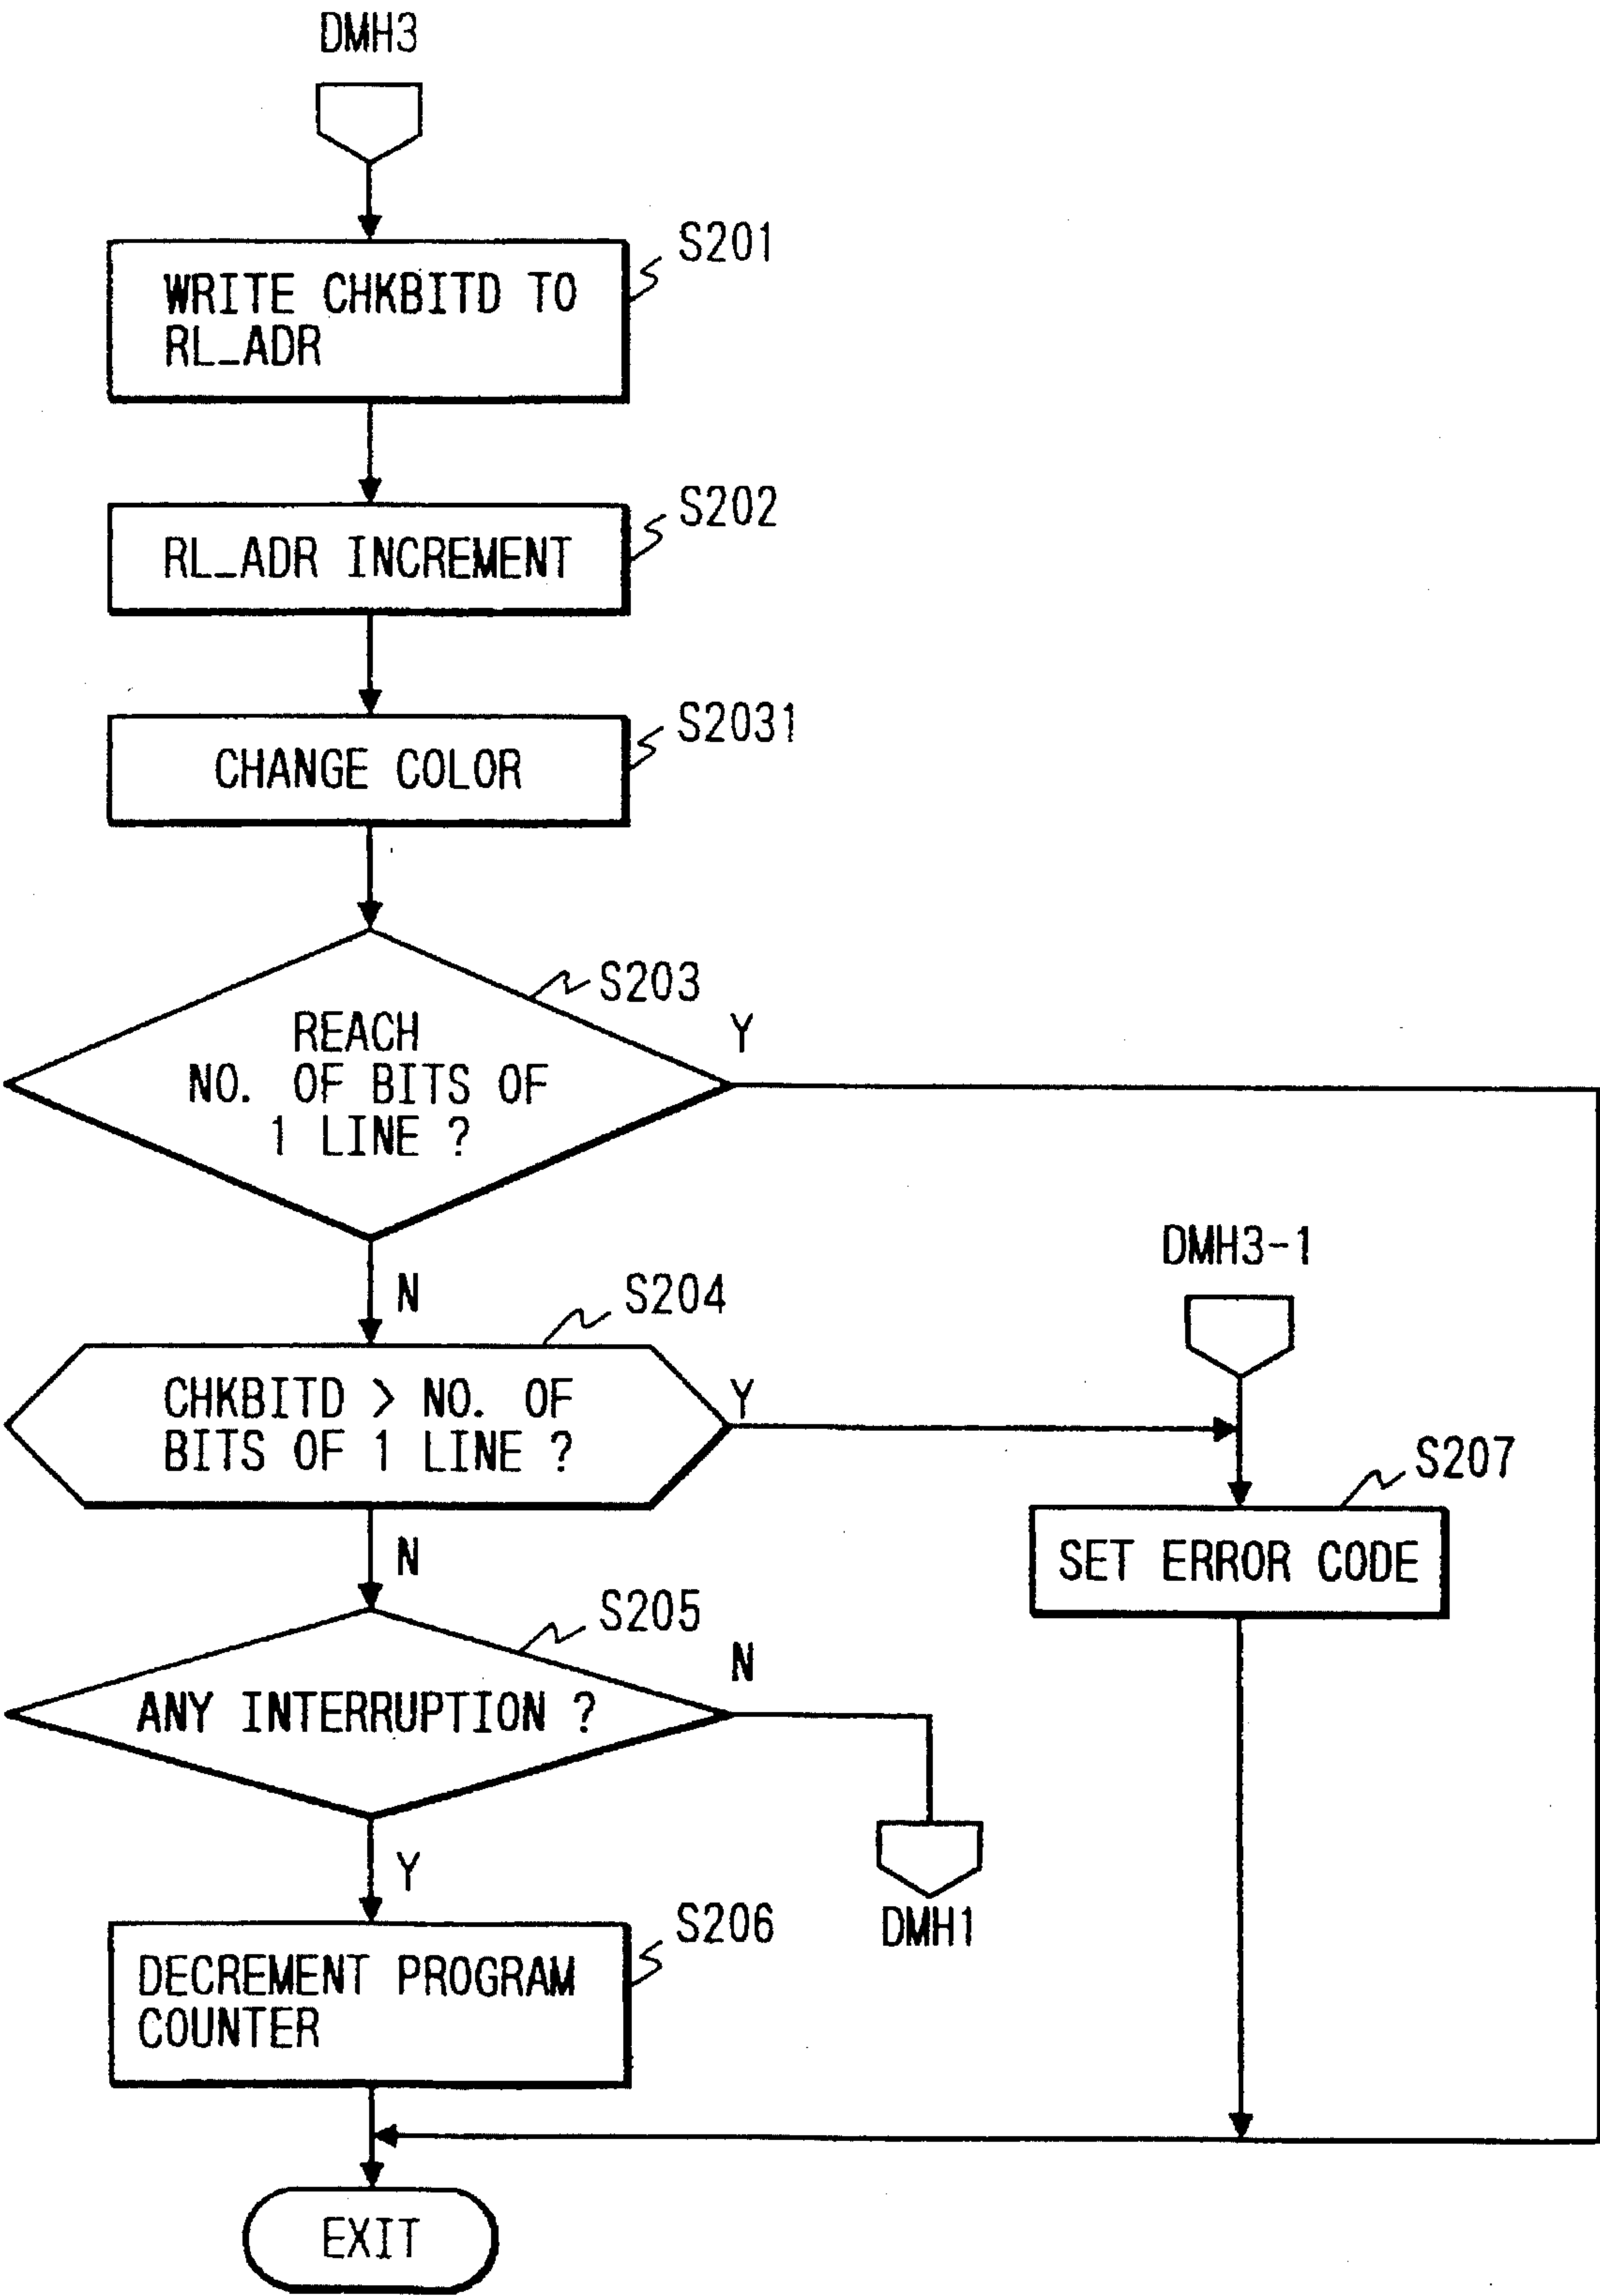 DMH3
S201
WRITE CHKBITD TO
RL_ADR
S202
RL_ADR INCREMENT
S2031
CHANGE COLOR
S203
REACH
NO. OF BITS OF
1 LINE ?
Y
N
S204
CHKBITD > NO. OF
BITS OF 1 LINE ?
Y
DMH3-1
S207
SET ERROR CODE
N
S205
ANY INTERRUPTION ?
N
DMH1
Y
S206
DECREMENT PROGRAM
COUNTER
EXIT